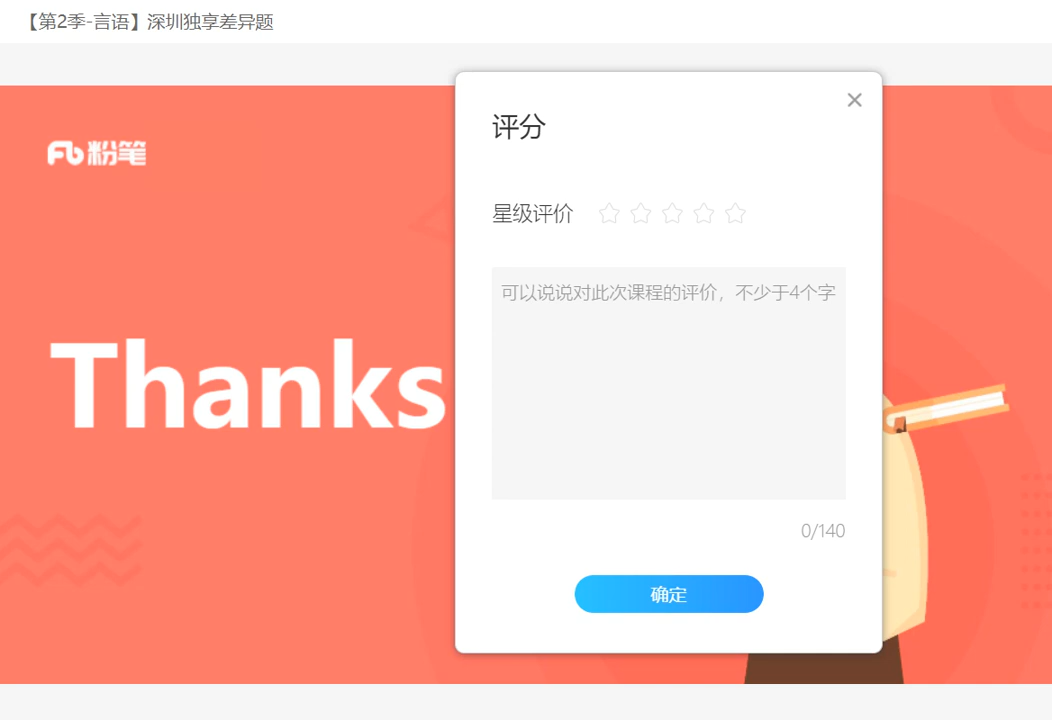 【第2季-言语】深圳独享差异题
粉笔
Thanks
评分
星级评价
可以说说对此次课程的评价，不少于4个字
0/140
确定